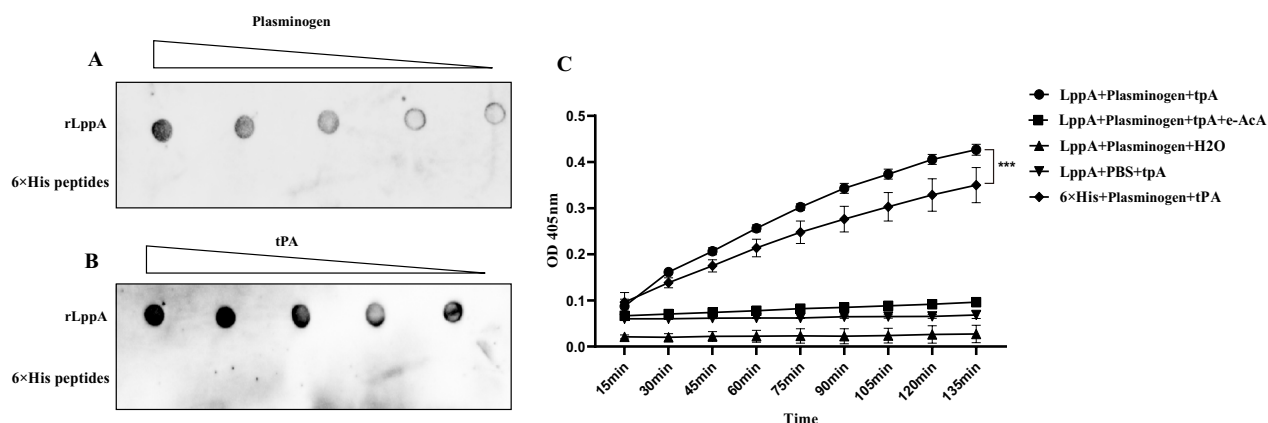 Plasminogen
A
rLppA
6×His peptides
tPA
B
rLppA
6×His peptides
C
OD 405nm
0.5
0.4
0.3
0.2
0.1
0.0
15min
30min
45min
60min
75min
90min
105min
120min
135min
Time
***
LppA+Plasminogen+tpA
LppA+Plasminogen+tpA+e-AcA
LppA+Plasminogen+H2O
LppA+PBS+tpA
6×His+Plasminogen+tPA